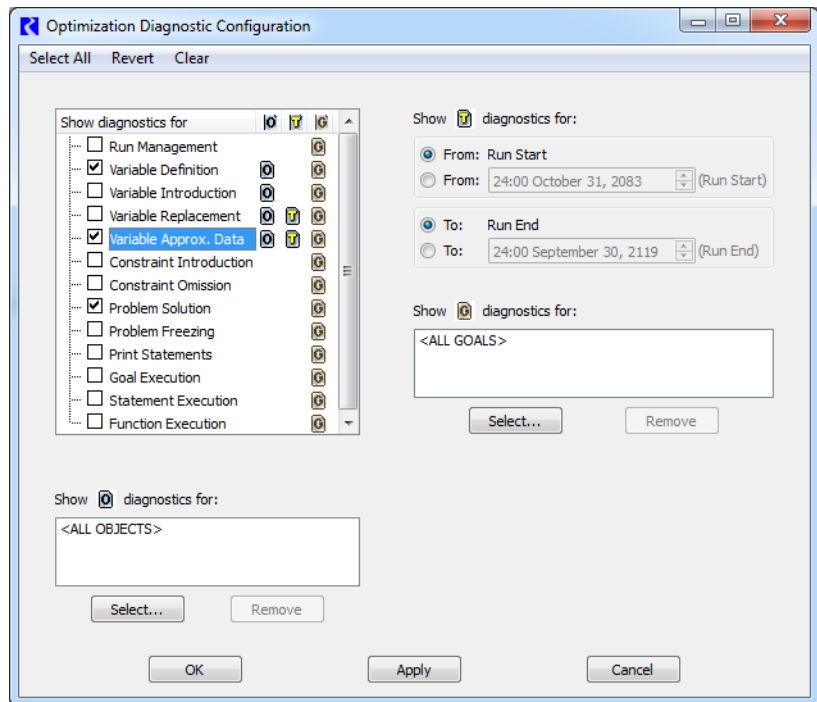 Optimization Diagnostic Configuration
Select All Revert Clear
Show diagnostics for O T G
Run Management G
Variable Definition O G
Variable Introduction O G
Variable Replacement O T G
Variable Approx. Data O T G
Constraint Introduction G
Constraint Omission G
Problem Solution G
Problem Freezing G
Print Statements G
Goal Execution G
Statement Execution G
Function Execution G
Show O diagnostics for:
<ALL OBJECTS>
Select... Remove
Show T diagnostics for:
From: Run Start
From: 24:00 October 31, 2083 (Run Start)
To: Run End
To: 24:00 September 30, 2119 (Run End)
Show G diagnostics for:
<ALL GOALS>
Select... Remove
OK Apply Cancel